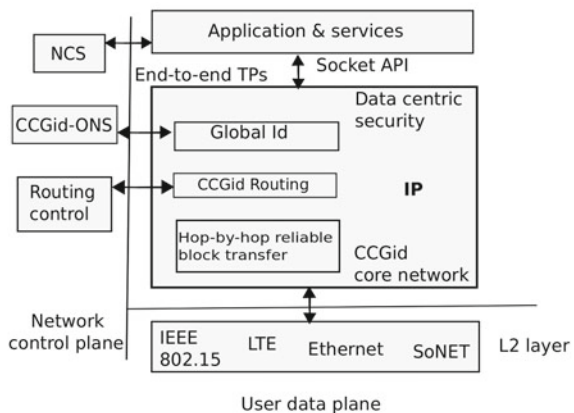 Application & services
NCS
End-to-end TPs
Socket API
Data centric
security
CCGid-ONS
Global Id
Routing
control
CCGid Routing
IP
Hop-by-hop reliable
block transfer
CCGid
core network
Network
control plane
IEEE
802.15
LTE
Ethernet
SoNET
L2 layer
User data plane